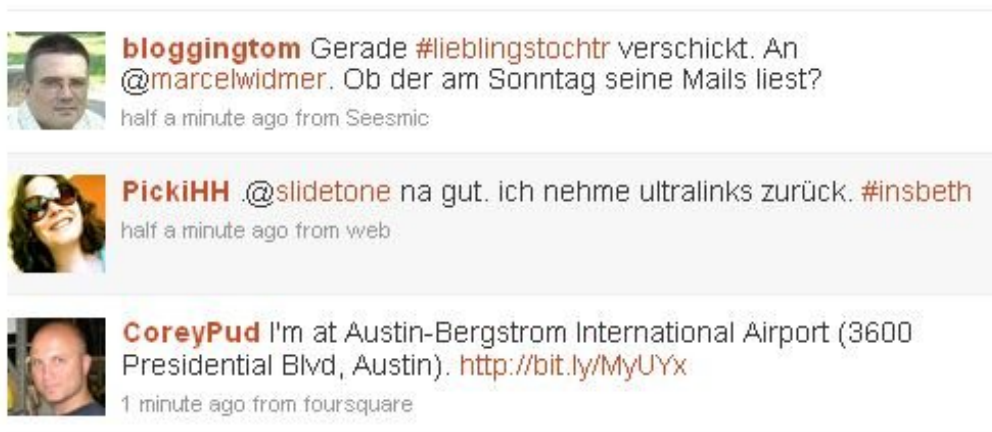 bloggingtom Gerade #lieblingstochtr verschickt. An
@marcelwidmer. Ob der am Sonntag seine Mails liest?
half a minute ago from Seesmic
PickiHH .@slidetone na gut. ich nehme ultralinks zurück. #insbeth
half a minute ago from web
CoreyPud I'm at Austin-Bergstrom International Airport (3600
Presidential Blvd, Austin). http://bit.ly/MyUYx
1 minute ago from foursquare